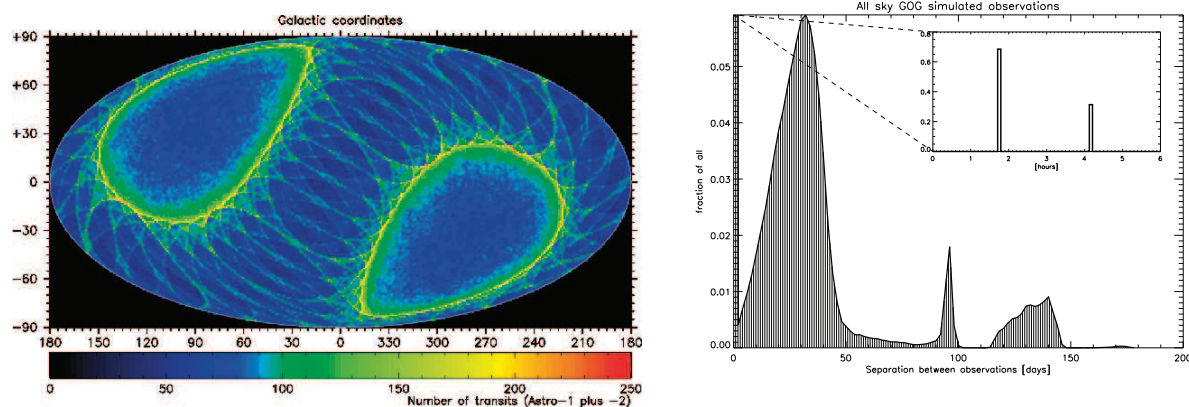 Galactic coordinates
+90
+60
+30
0
−30
−60
−90
180 150 120 90 60 30 0 330 300 270 240 210 180
0 50 100 150 200 250
Number of transits (Astro−1 plus −2)
All sky GOG simulated observations
fraction of all
0.05
0.04
0.03
0.02
0.01
0.00
0 50 100 150 200
Separation between observations [days]
0.8
0.6
0.4
0.2
0.0
0 1 2 3 4 5 6
[hours]